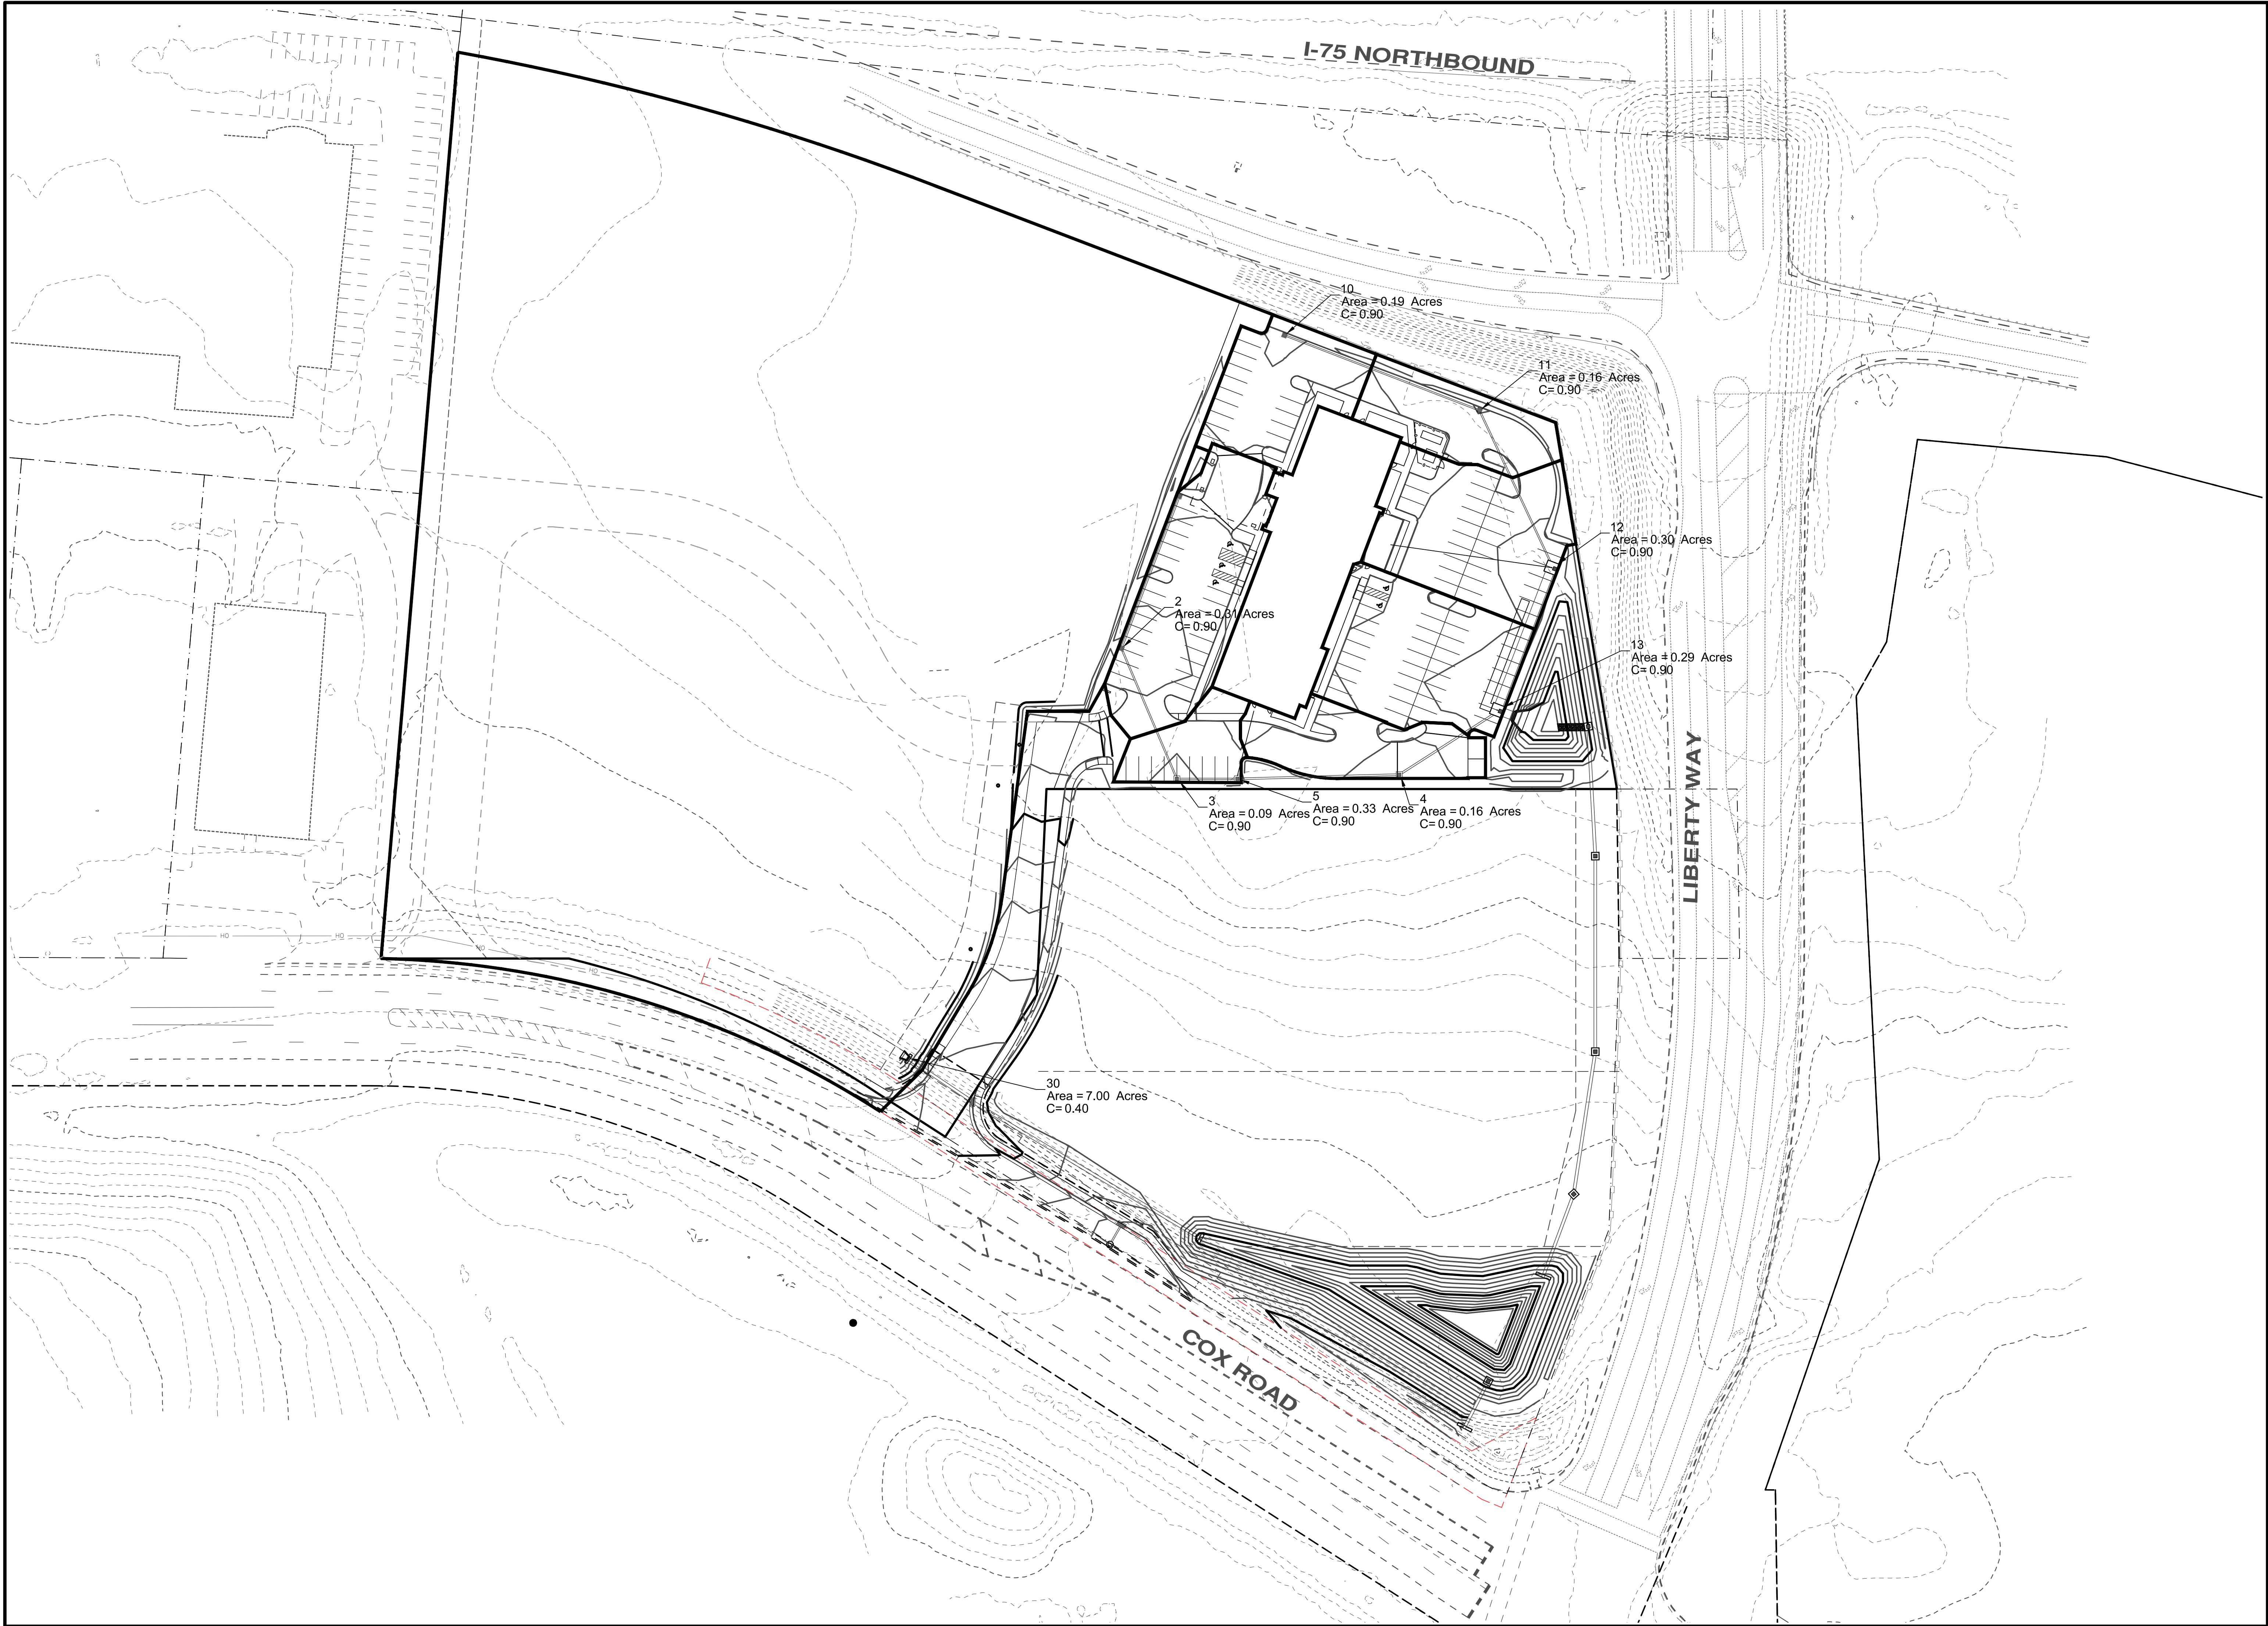 I-75 NORTHBOUND
10
Area = 0.19 Acres
C= 0.90
11
Area = 0.16 Acres
C= 0.90
12
Area = 0.30 Acres
C= 0.90
2
Area = 0.31 Acres
C= 0.90
13
Area = 0.29 Acres
C= 0.90
LIBERTY WAY
3
Area = 0.09 Acres
C= 0.90
5
Area = 0.33 Acres
C= 0.90
4
Area = 0.16 Acres
C= 0.90
30
Area = 7.00 Acres
C= 0.40
COX ROAD